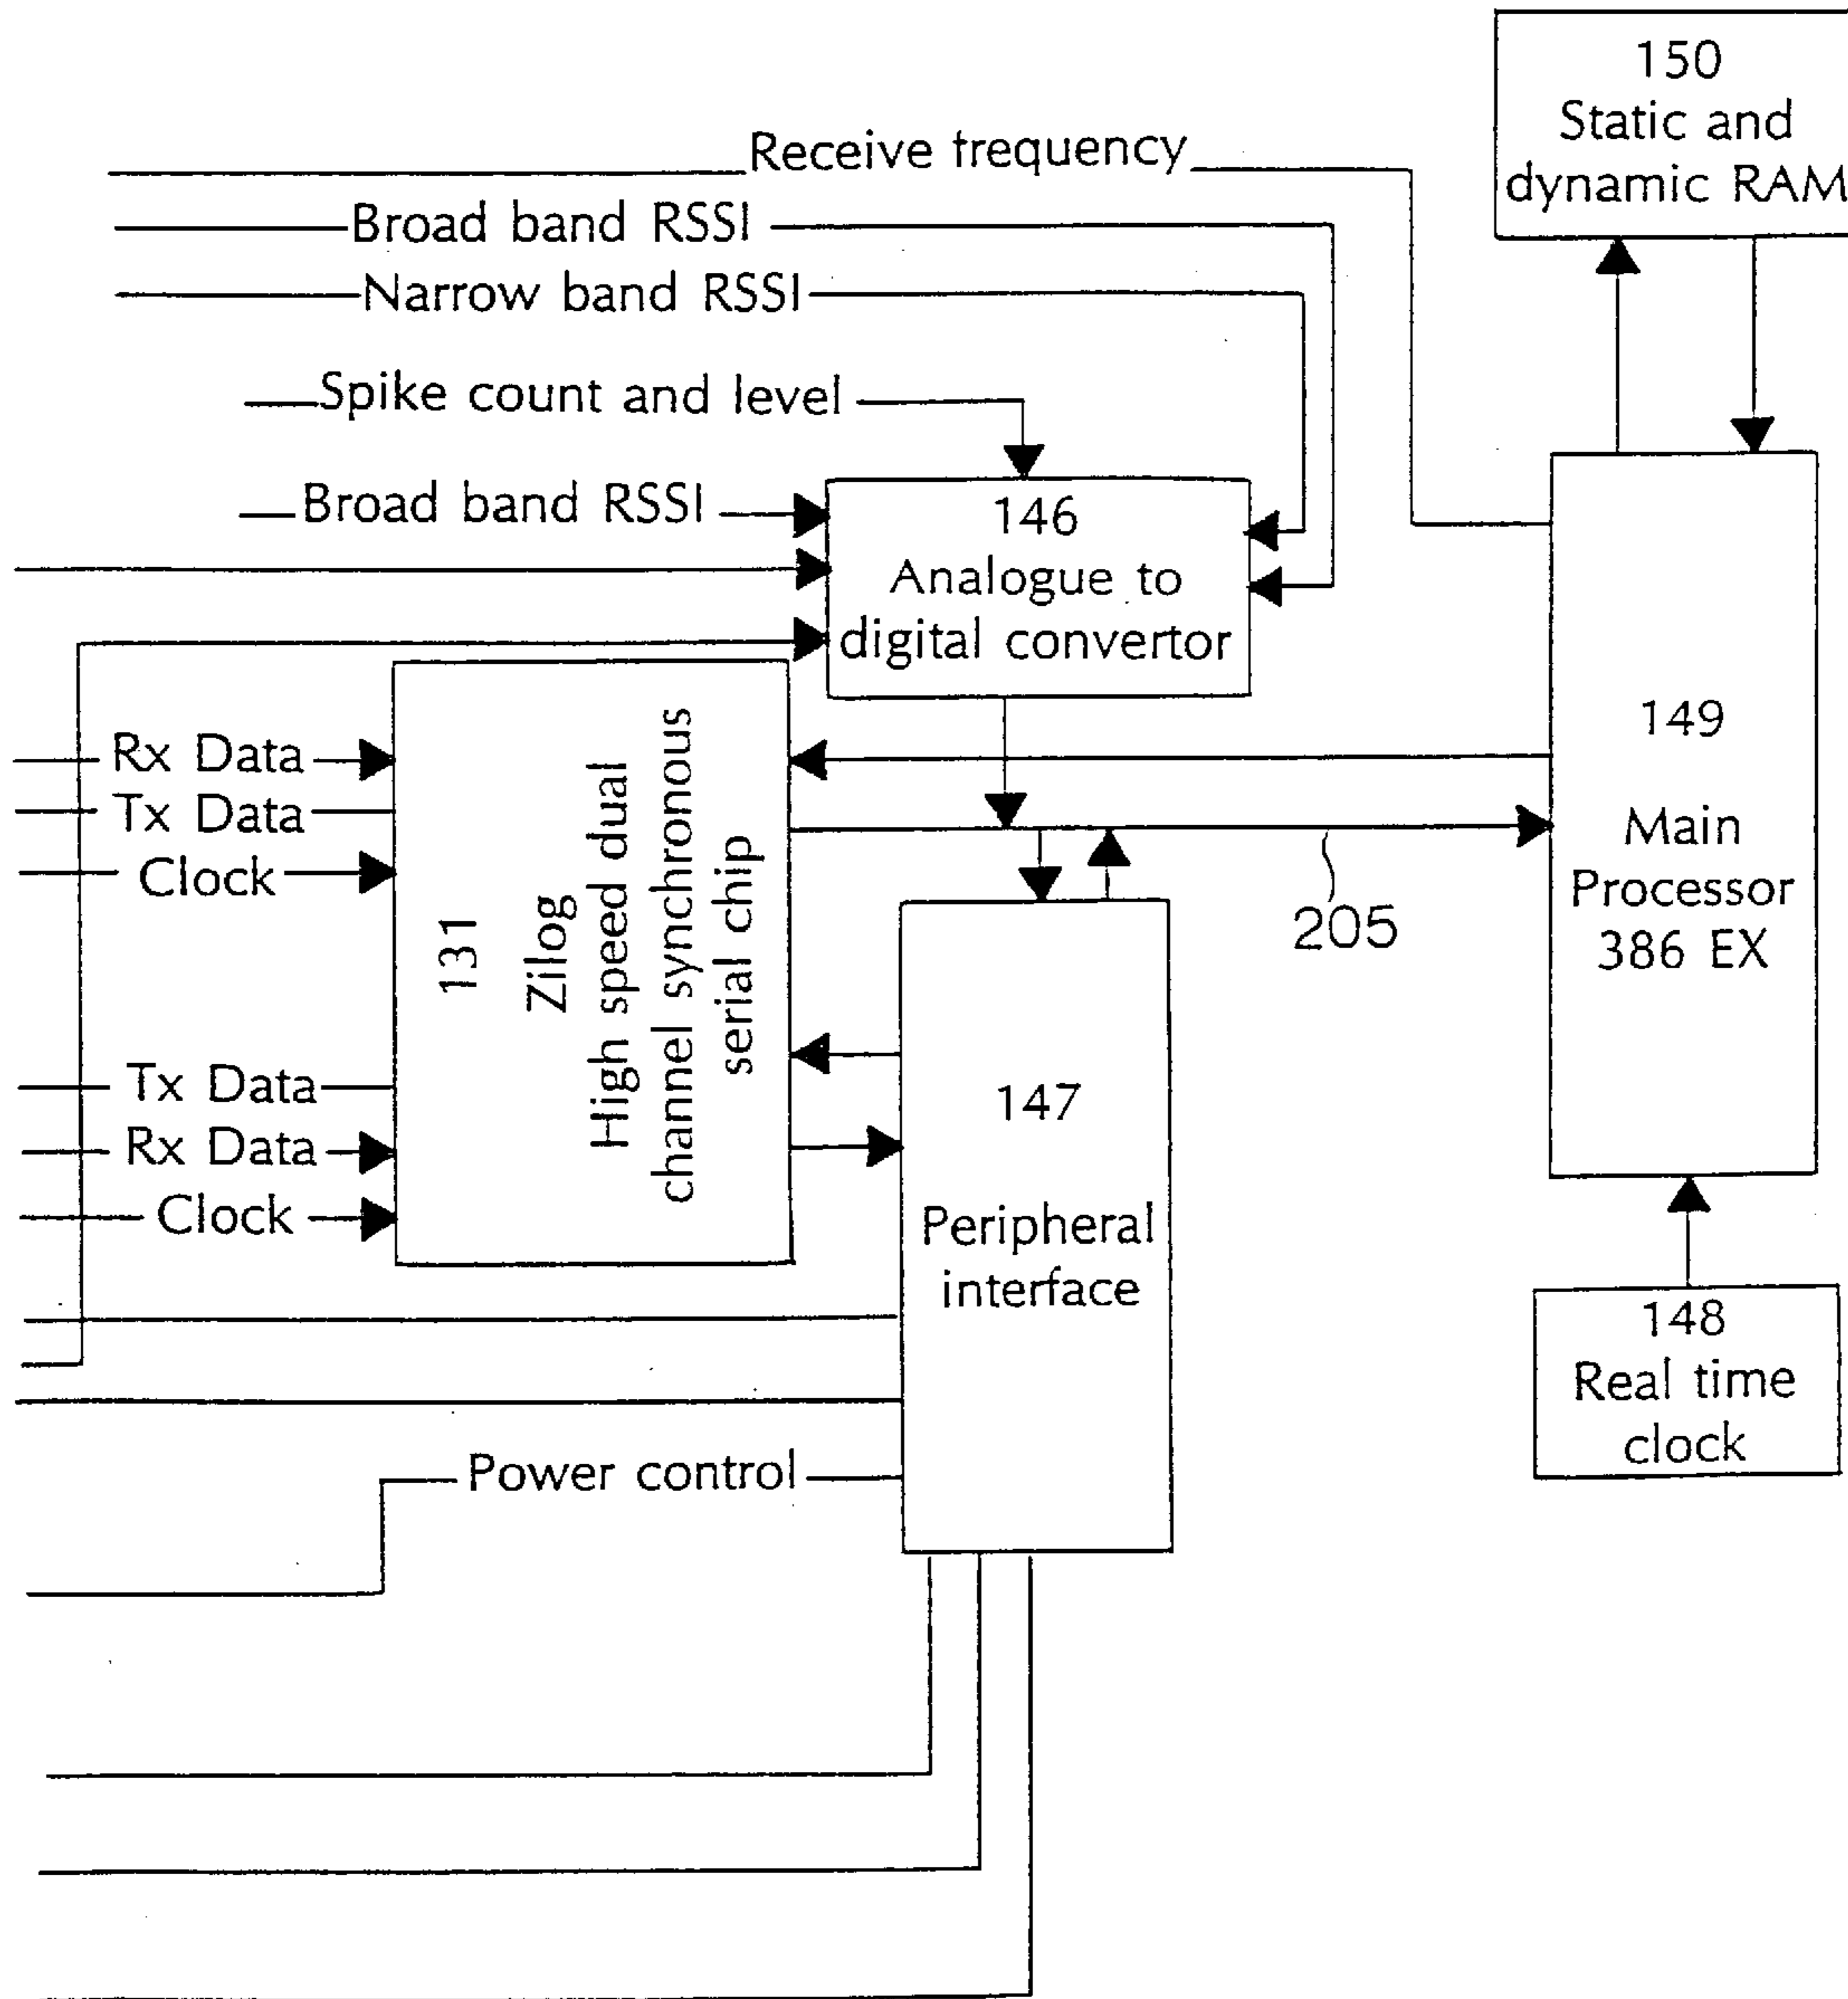 150
Static and
dynamic RAM
Receive frequency
Broad band RSSI
Narrow band RSSI
Spike count and level
Broad band RSSI
146
Analogue to
digital convertor
Rx Data
Tx Data
Clock
Tx Data
Rx Data
Clock
131
Zilog
High speed dual
channel synchronous
serial chip
149
Main
Processor
386 EX
205
147
Peripheral
interface
148
Real time
clock
Power control